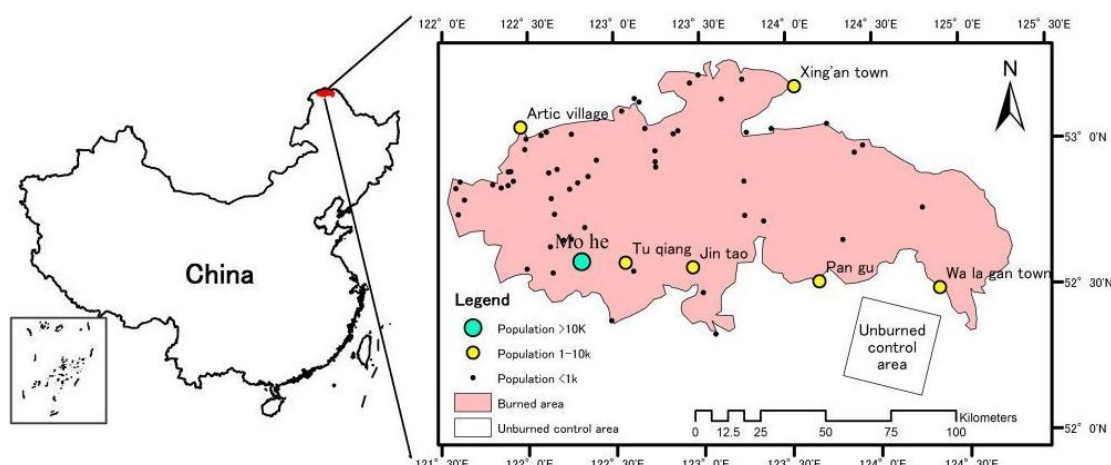 122° 0'E
122° 30'E
123° 0'E
123° 30'E
124° 0'E
124° 30'E
125° 0'E
125° 30'E
N
Xing'an town
Artic village
53° 0'N
China
Mo he
Tu qiang
Jin tao
Pan gu
Wa la gan town
52° 30'N
Legend
Population >10K
Population 1-10k
Population <1k
Burned area
Unburned control area
Unburned
control
area
Kilometers
0 12.5 25 50 75 100
52° 0'N
121° 30'E
122° 0'E
122° 30'E
123° 0'E
123° 30'E
124° 0'E
124° 30'E